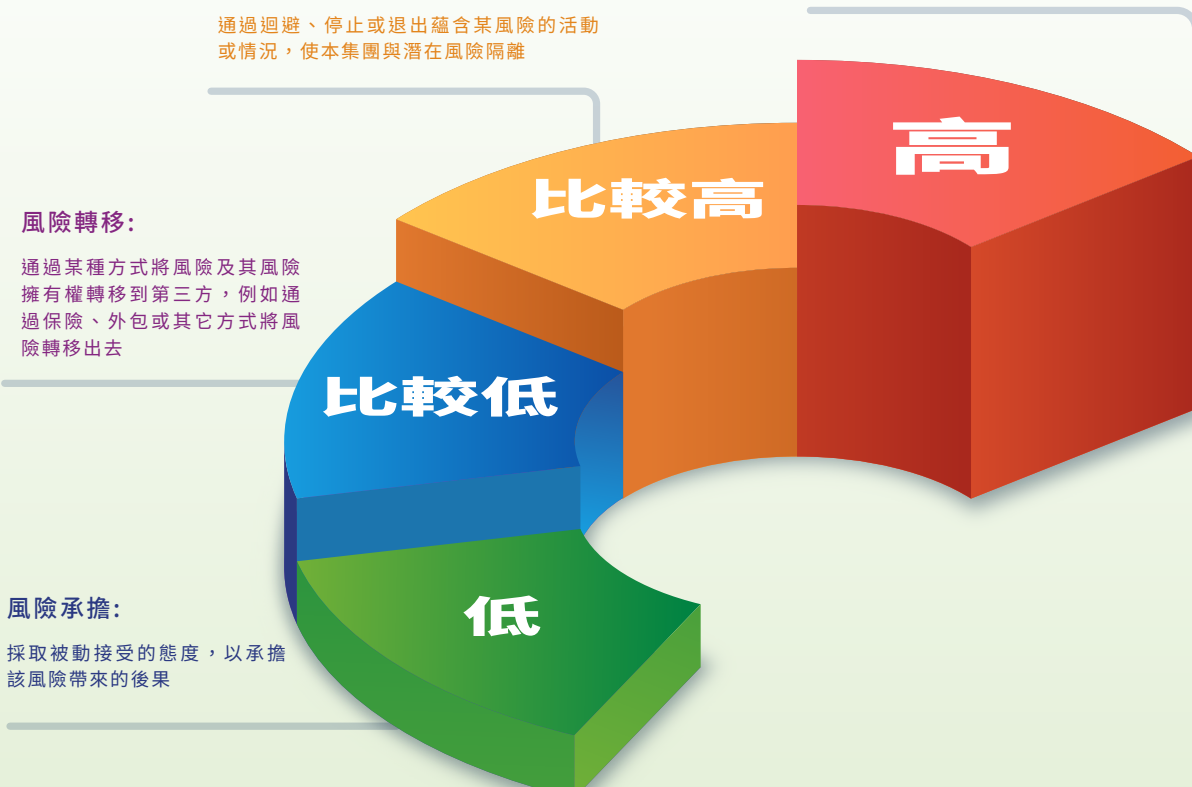 通過迴避、停止或退出蘊含某風險的活動
或情況，使本集團與潛在風險隔離
高
比較高
風險轉移:
通過某種方式將風險及其風險
擁有權轉移到第三方，例如通
過保險、外包或其它方式將風
險轉移出去
比較低
低
風險承擔:
採取被動接受的態度，以承擔
該風險帶來的後果